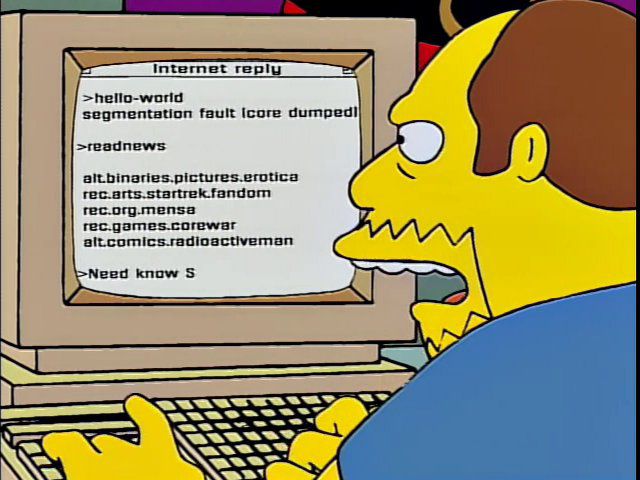 Internet reply
>hello-world
segmentation fault (core dumped)
>readnews
alt.binaries.pictures.erotica
rec.arts.startrek.fandom
rec.org.mensa
rec.games.corewar
alt.comics.radioactiveman
>Need know S